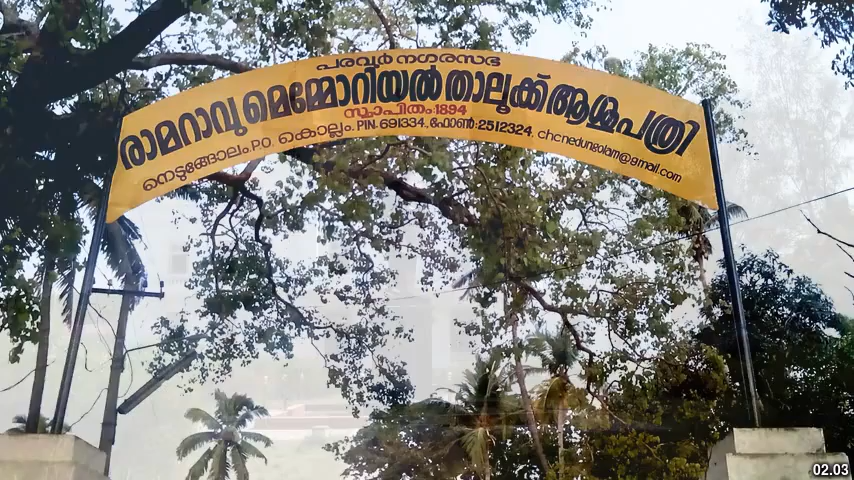 പരവൂർ നഗരസഭ
രാമറാവു മെമ്മോറിയൽ താലൂക്ക് ആശുപത്രി
സ്ഥാപിതം:1894
നെടുങ്ങോലം.P.O, കൊല്ലം. PIN. 691334, ഫോൺ:2512324, chcnedungolam@gmail.com
02.03